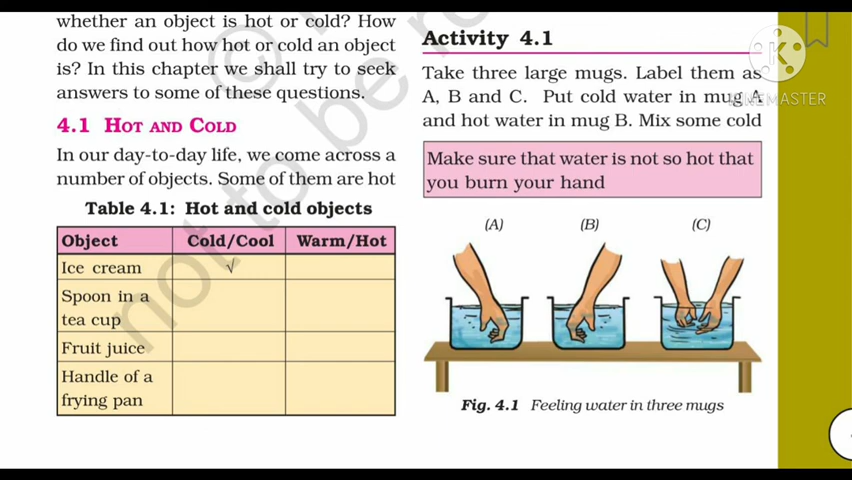 whether an object is hot or cold? How
do we find out how hot or cold an object
is? In this chapter we shall try to seek
answers to some of these questions.
4.1 HOT AND COLD
In our day-to-day life, we come across a
number of objects. Some of them are hot
Table 4.1: Hot and cold objects
Object Cold/Cool Warm/Hot
Ice cream √
Spoon in a
tea cup
Fruit juice
Handle of a
frying pan
Activity 4.1
Take three large mugs. Label them as
A, B and C. Put cold water in mug A
and hot water in mug B. Mix some cold
Make sure that water is not so hot that
you burn your hand
(A) (B) (C)
Fig. 4.1 Feeling water in three mugs
K
KINEMASTER
©
not to be re